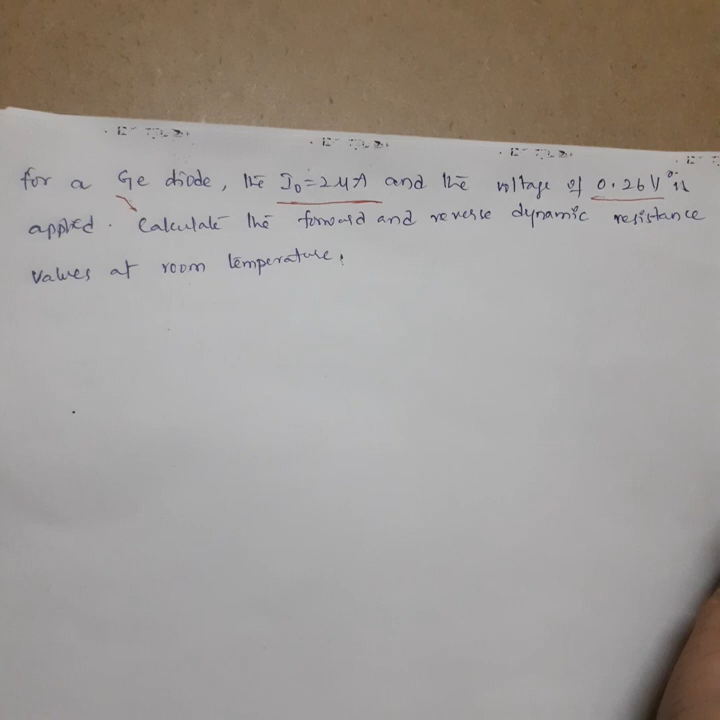 for a Ge diode, the I₀=2μA and the voltage of 0.26V is
applied. Calculate the forward and reverse dynamic resistance
values at room temperature.